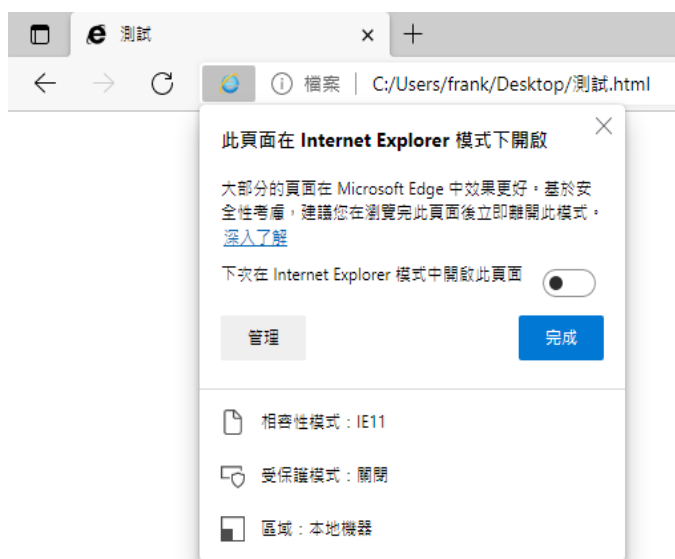 測試
檔案 C:/Users/frank/Desktop/測試.html
此頁面在 Internet Explorer 模式下開啟
大部分的頁面在 Microsoft Edge 中效果更好。基於安
全性考慮，建議您在瀏覽完此頁面後立即離開此模式。
深入了解
下次在 Internet Explorer 模式中開啟此頁面
管理
完成
相容性模式：IE11
受保護模式：關閉
區域：本地機器